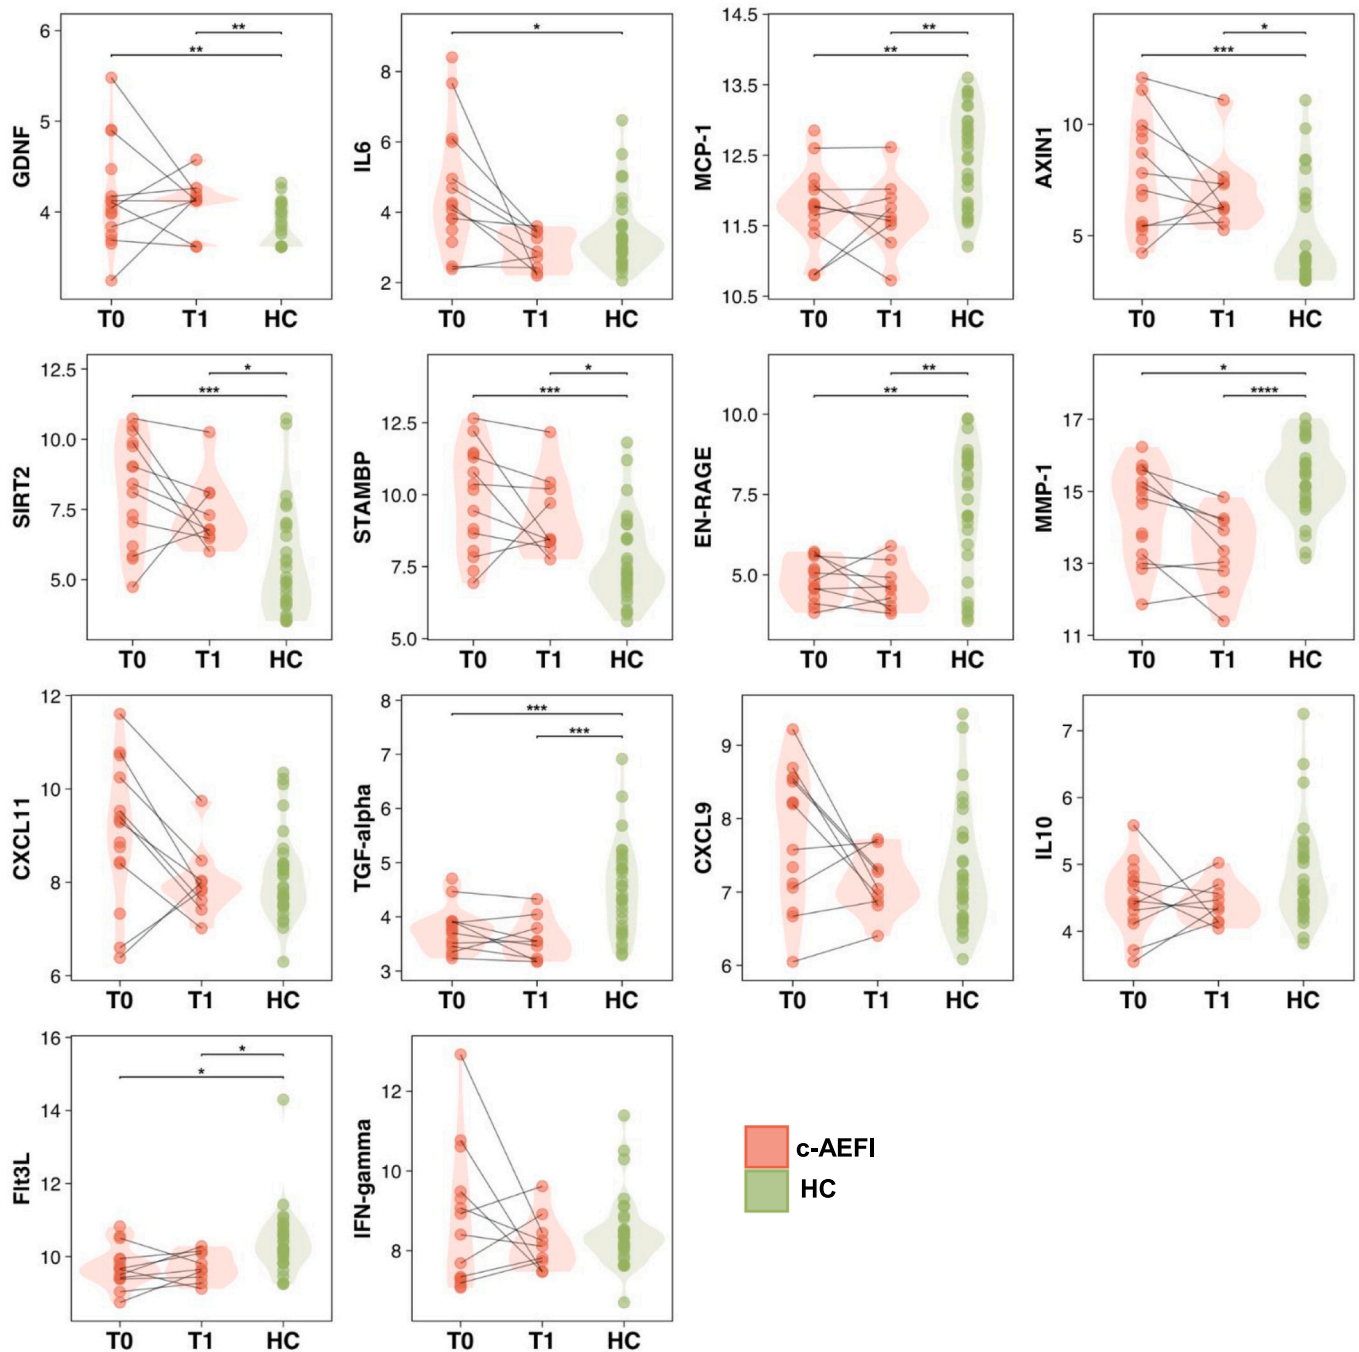 GDNF
6
5
4
**
**
T0 T1 HC
IL6
8
6
4
2
*
T0 T1 HC
MCP-1
14.5
13.5
12.5
11.5
10.5
**
**
T0 T1 HC
AXIN1
10
5
*
***
T0 T1 HC
SIRT2
12.5
10.0
7.5
5.0
*
***
T0 T1 HC
STAMBP
12.5
10.0
7.5
5.0
*
***
T0 T1 HC
EN-RAGE
10.0
7.5
5.0
**
**
T0 T1 HC
MMP-1
17
15
13
11
*
****
T0 T1 HC
CXCL11
12
10
8
6
T0 T1 HC
TGF-alpha
8
7
6
5
4
3
***
***
T0 T1 HC
CXCL9
9
8
7
6
T0 T1 HC
IL10
7
6
5
4
T0 T1 HC
Flt3L
16
14
12
10
*
*
T0 T1 HC
IFN-gamma
12
10
8
T0 T1 HC
c-AEFI
HC